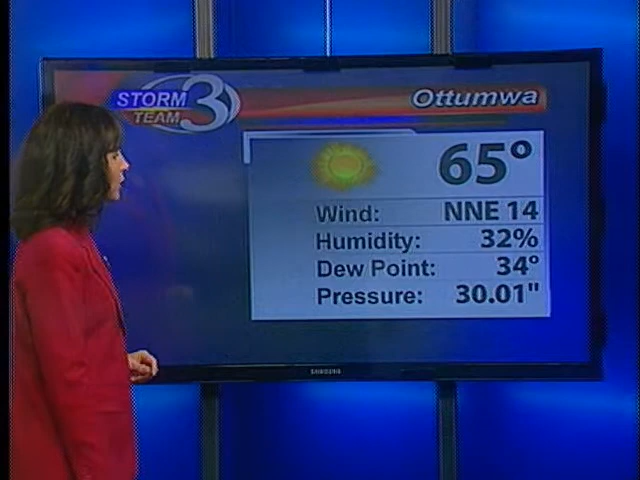 STORM
TEAM 3
Ottumwa
65°
Wind: NNE 14
Humidity: 32%
Dew Point: 34°
Pressure: 30.01"
SAMSUNG